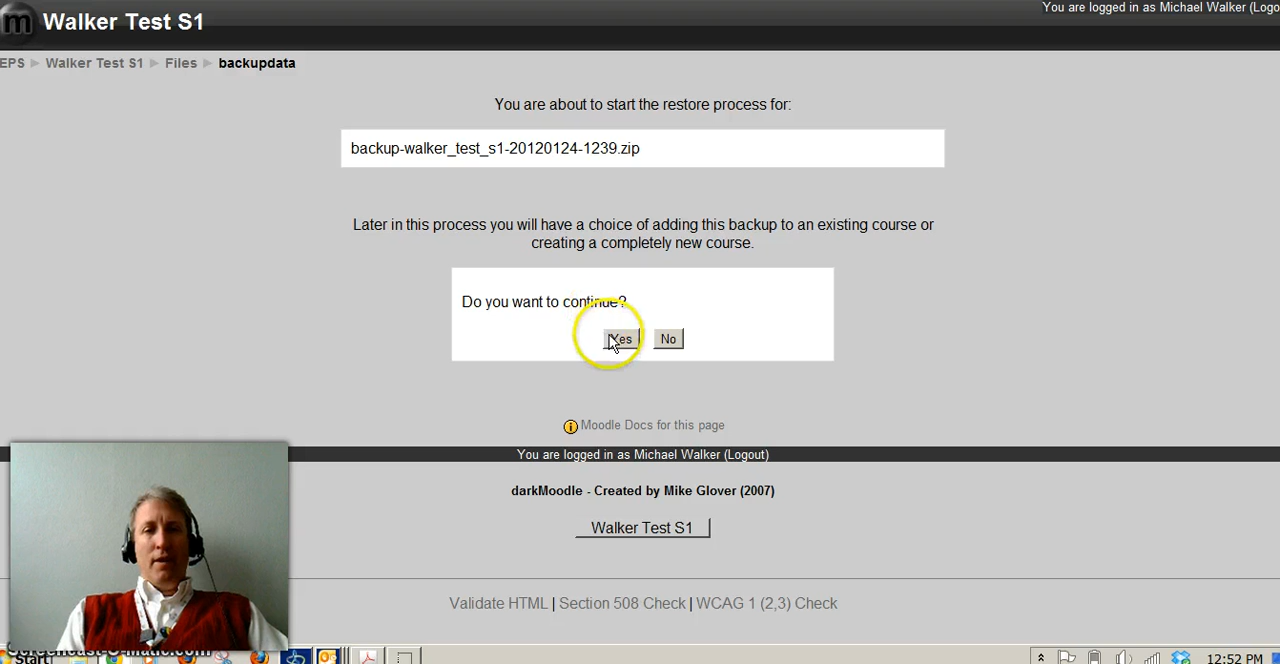 m Walker Test S1
You are logged in as Michael Walker (Logo
EPS ► Walker Test S1 ► Files ► backupdata
You are about to start the restore process for:
backup-walker_test_s1-20120124-1239.zip
Later in this process you will have a choice of adding this backup to an existing course or
creating a completely new course.
Do you want to continue?
Yes No
Moodle Docs for this page
You are logged in as Michael Walker (Logout)
darkMoodle - Created by Mike Glover (2007)
Walker Test S1
Validate HTML | Section 508 Check | WCAG 1 (2,3) Check
Screencast-O-Matic.com
Start
12:52 PM